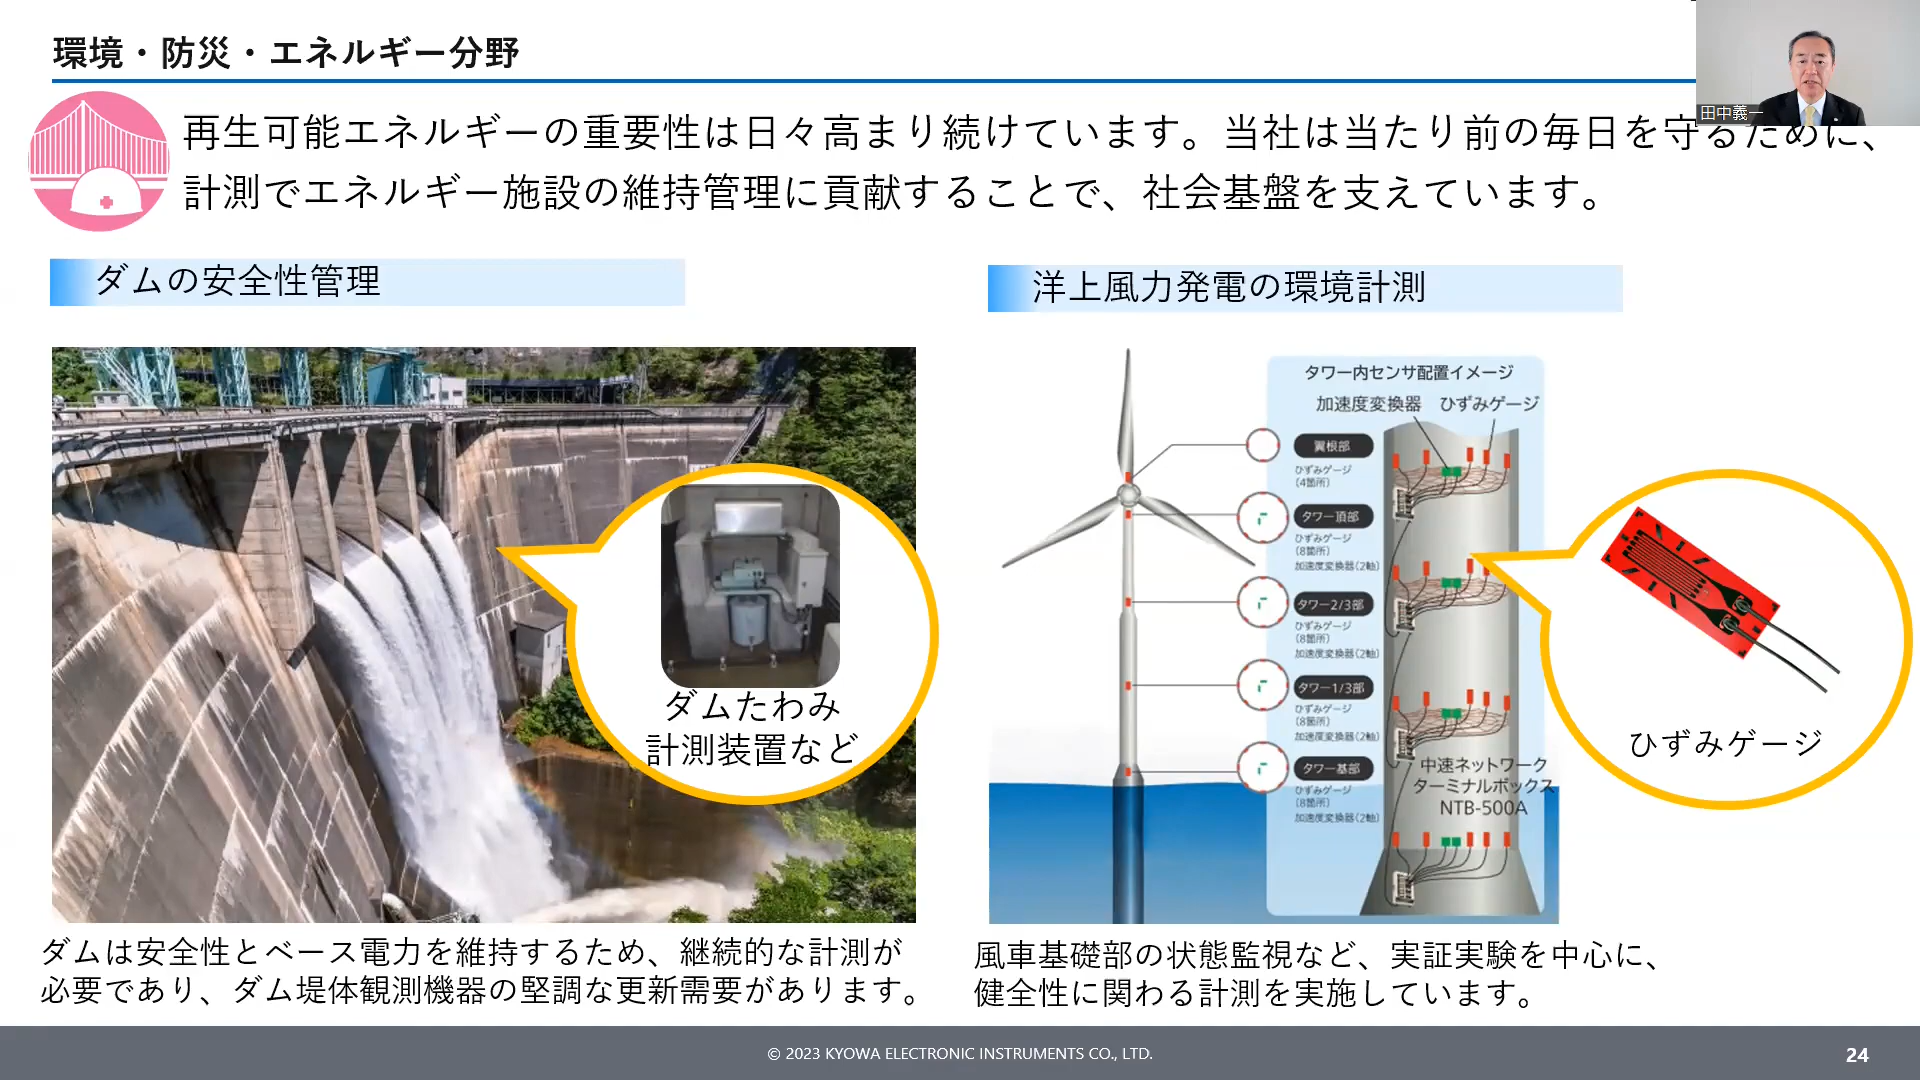 環境・防災・エネルギー分野
田中義一
再生可能エネルギーの重要性は日々高まり続けています。当社は当たり前の毎日を守るために、
計測でエネルギー施設の維持管理に貢献することで、社会基盤を支えています。
ダムの安全性管理
ダムたわみ
計測装置など
ダムは安全性とベース電力を維持するため、継続的な計測が
必要であり、ダム堤体観測機器の堅調な更新需要があります。
洋上風力発電の環境計測
タワー内センサ配置イメージ
加速度変換器 ひずみゲージ
翼根部
ひずみゲージ
(4箇所)
タワー頂部
ひずみゲージ
(8箇所)
加速度変換器(2軸)
タワー2/3部
ひずみゲージ
(8箇所)
加速度変換器(2軸)
タワー1/3部
ひずみゲージ
(8箇所)
加速度変換器(2軸)
タワー基部
ひずみゲージ
(8箇所)
加速度変換器(2軸)
中速ネットワーク
ターミナルボックス
NTB-500A
ひずみゲージ
風車基礎部の状態監視など、実証実験を中心に、
健全性に関わる計測を実施しています。
© 2023 KYOWA ELECTRONIC INSTRUMENTS CO., LTD.
24